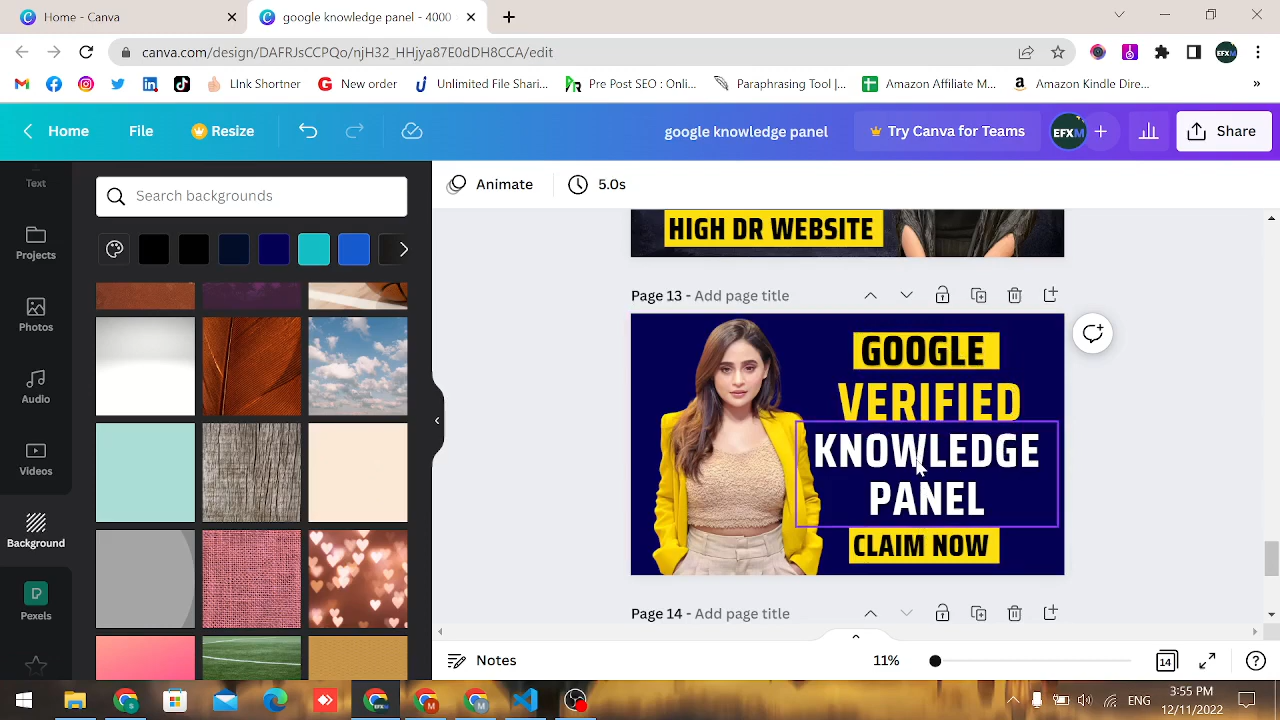 Home - Canva
google knowledge panel - 4000
canva.com/design/DAFRJsCCPQo/njH32_HHjya87E0dDH8CCA/edit
Link Shortner
New order
Unlimited File Shari...
Pre Post SEO : Onlin...
Paraphrasing Tool |...
Amazon Affiliate M...
Amazon Kindle Dire...
Home
File
Resize
google knowledge panel
EFXM
Try Canva for Teams
Share
Text
Projects
Photos
Audio
Videos
Background
Pexels
Search backgrounds
Animate
5.0s
HIGH DR WEBSITE
Page 13 - Add page title
GOOGLE
VERIFIED
KNOWLEDGE
PANEL
CLAIM NOW
Page 14 - Add page title
Notes
11%
14
3:55 PM
12/11/2022